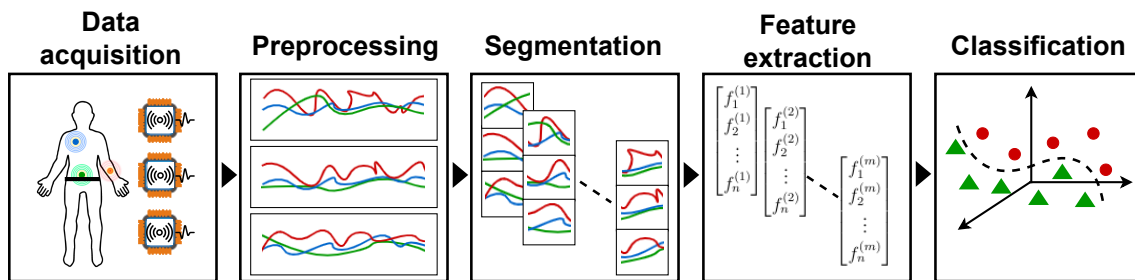 Data
acquisition
Preprocessing
Segmentation
Feature
extraction
Classification
f_1^{(1)}
f_2^{(1)}
⋮
f_n^{(1)}
f_1^{(2)}
f_2^{(2)}
⋮
f_n^{(2)}
f_1^{(m)}
f_2^{(m)}
⋮
f_n^{(m)}